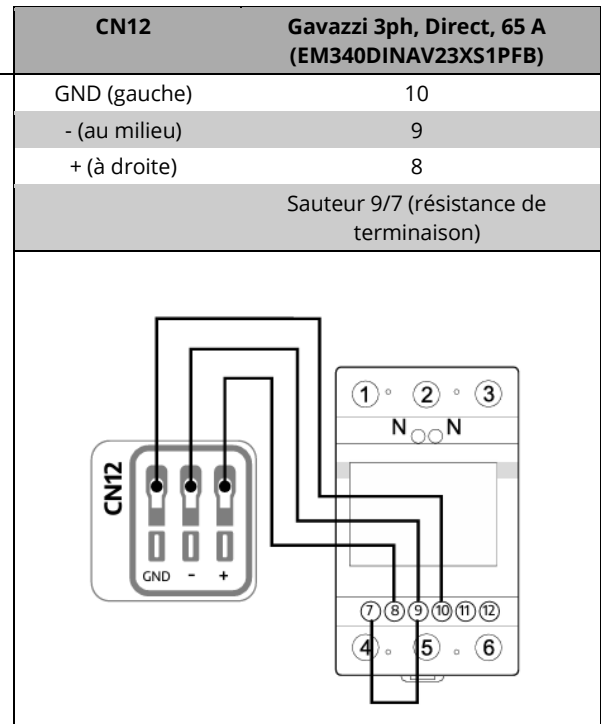 CN12 Gavazzi 3ph, Direct, 65 A
(EM340DINAV23XS1PFB)
GND (gauche) 10
- (au milieu) 9
+ (à droite) 8
Sauteur 9/7 (résistance de
terminaison)
1 2 3
N N
CN12
GND - +
7 8 9 10 11 12
4 5 6